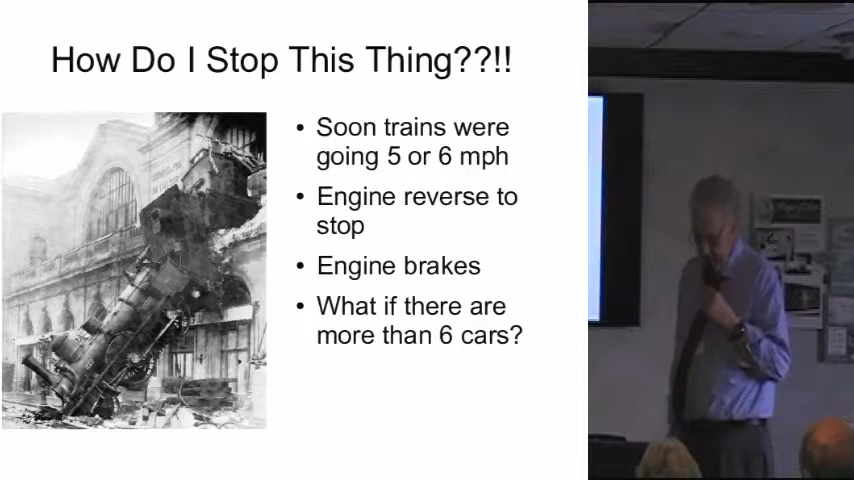 How Do I Stop This Thing??!!
• Soon trains were
going 5 or 6 mph
• Engine reverse to
stop
• Engine brakes
• What if there are
more than 6 cars?